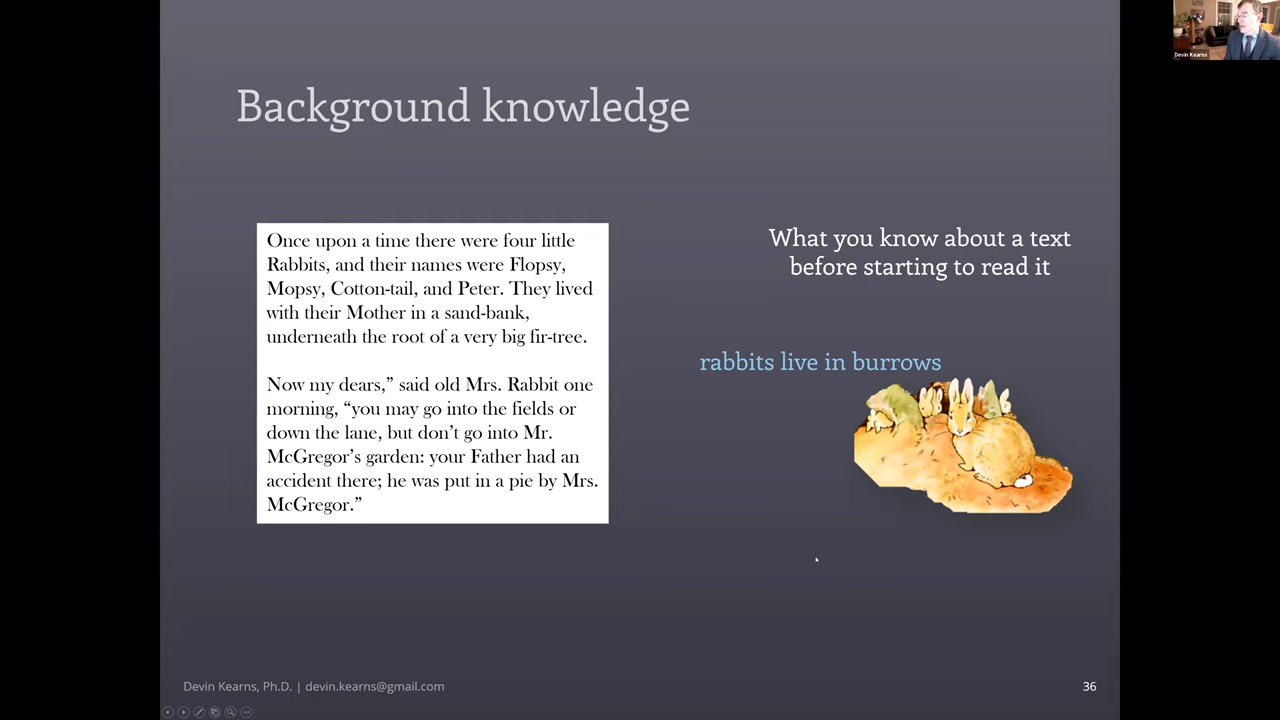 Devin Kearns
Background knowledge
Once upon a time there were four little
Rabbits, and their names were Flopsy,
Mopsy, Cotton-tail, and Peter. They lived
with their Mother in a sand-bank,
underneath the root of a very big fir-tree.
Now my dears,” said old Mrs. Rabbit one
morning, “you may go into the fields or
down the lane, but don’t go into Mr.
McGregor’s garden: your Father had an
accident there; he was put in a pie by Mrs.
McGregor.”
What you know about a text
before starting to read it
rabbits live in burrows
Devin Kearns, Ph.D. | devin.kearns@gmail.com
36